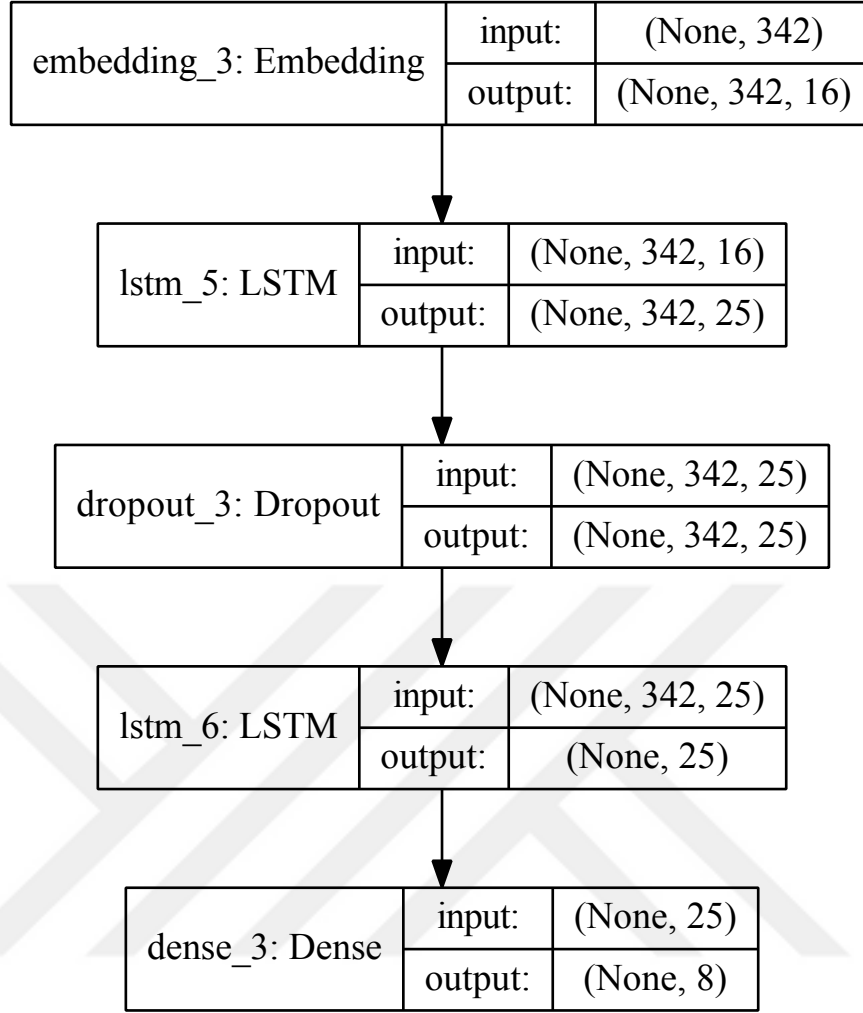 embedding_3: Embedding
input:
(None, 342)
output:
(None, 342, 16)
lstm_5: LSTM
input:
(None, 342, 16)
output:
(None, 342, 25)
dropout_3: Dropout
input:
(None, 342, 25)
output:
(None, 342, 25)
lstm_6: LSTM
input:
(None, 342, 25)
output:
(None, 25)
dense_3: Dense
input:
(None, 25)
output:
(None, 8)